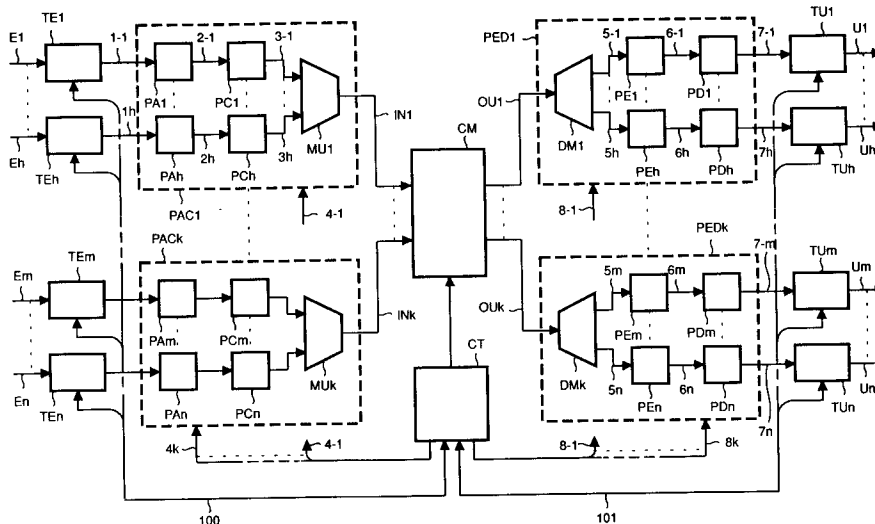 E1 TE1 1-1 2-1 3-1
PA1 PC1
Eh TEh 1h PAh 2h PCh 3h MU1 IN1
PAC1 4-1
CM
PED1 5-1 6-1 7-1 TU1 U1
OU1 PE1 PD1
DM1 5h PEh 6h PDh 7h TUh Uh
8-1
PACk PEDk
Em TEm PAm PCm
En TEn PAn PCn MUk INk
OUk 5m 6m 7-m TUm Um
PEm PDm
DMk 5n PEn 6n PDn 7n TUn Un
CT
4k 4-1 8-1 8k
100 101